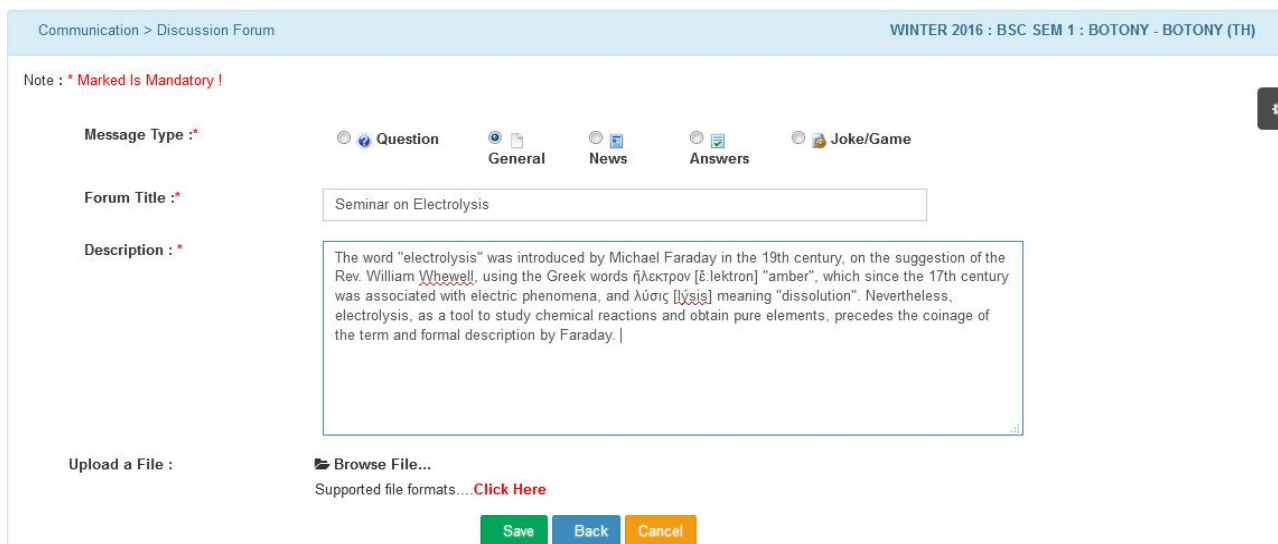 Communication > Discussion Forum
WINTER 2016 : BSC SEM 1 : BOTONY - BOTONY (TH)
Note : * Marked Is Mandatory !
Message Type :*
Question
General
News
Answers
Joke/Game
Forum Title :*
Seminar on Electrolysis
Description : *
The word "electrolysis" was introduced by Michael Faraday in the 19th century, on the suggestion of the
Rev. William Whewell, using the Greek words ἤλεκτρον [ɛ̌ːlektron] "amber", which since the 17th century
was associated with electric phenomena, and λύσις [lýsis] meaning "dissolution". Nevertheless,
electrolysis, as a tool to study chemical reactions and obtain pure elements, precedes the coinage of
the term and formal description by Faraday.
Upload a File :
Browse File...
Supported file formats....Click Here
Save
Back
Cancel